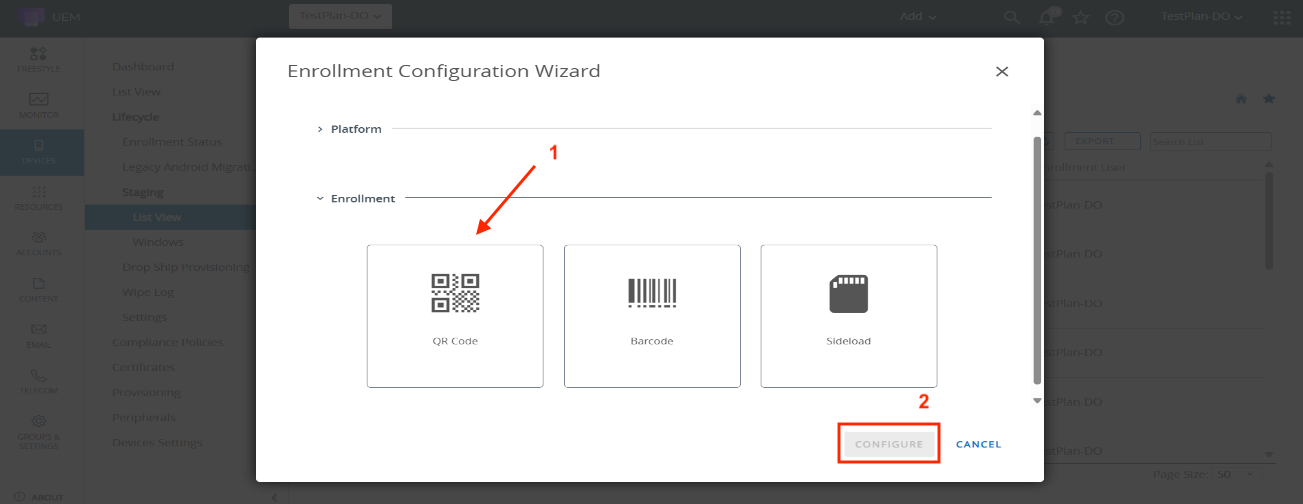 UEM
TestPlan-DO
Add
TestPlan-DO
FREESTYLE
MONITOR
DEVICES
RESOURCES
ACCOUNTS
CONTENT
EMAIL
TELECOM
GROUPS &
SETTINGS
ABOUT
Dashboard
List View
Lifecycle
Enrollment Status
Legacy Android Migrati...
Staging
List View
Windows
Drop Ship Provisioning
Wipe Log
Settings
Compliance Policies
Certificates
Provisioning
Peripherals
Devices Settings
Enrollment Configuration Wizard
Platform
1
Enrollment
QR Code
Barcode
Sideload
2
CONFIGURE
CANCEL
EXPORT
Search List
nrollment User
stPlan-DO
stPlan-DO
stPlan-DO
stPlan-DO
stPlan-DO
stPlan-DO
Page Size: 50